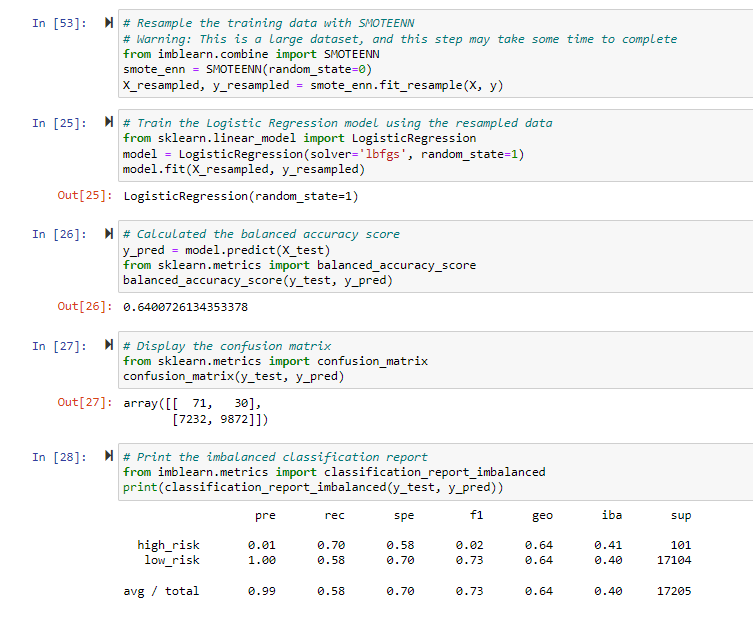 In [53]:
# Resample the training data with SMOTEENN
# Warning: This is a large dataset, and this step may take some time to complete
from imblearn.combine import SMOTEENN
smote_enn = SMOTEENN(random_state=0)
X_resampled, y_resampled = smote_enn.fit_resample(X, y)
In [25]:
# Train the Logistic Regression model using the resampled data
from sklearn.linear_model import LogisticRegression
model = LogisticRegression(solver='lbfgs', random_state=1)
model.fit(X_resampled, y_resampled)
Out[25]: LogisticRegression(random_state=1)
In [26]:
# Calculated the balanced accuracy score
y_pred = model.predict(X_test)
from sklearn.metrics import balanced_accuracy_score
balanced_accuracy_score(y_test, y_pred)
Out[26]: 0.6400726134353378
In [27]:
# Display the confusion matrix
from sklearn.metrics import confusion_matrix
confusion_matrix(y_test, y_pred)
Out[27]: array([[  71,   30],
       [7232, 9872]])
In [28]:
# Print the imbalanced classification report
from imblearn.metrics import classification_report_imbalanced
print(classification_report_imbalanced(y_test, y_pred))
pre rec spe f1 geo iba sup
high_risk 0.01 0.70 0.58 0.02 0.64 0.41 101
low_risk 1.00 0.58 0.70 0.73 0.64 0.40 17104
avg / total 0.99 0.58 0.70 0.73 0.64 0.40 17205